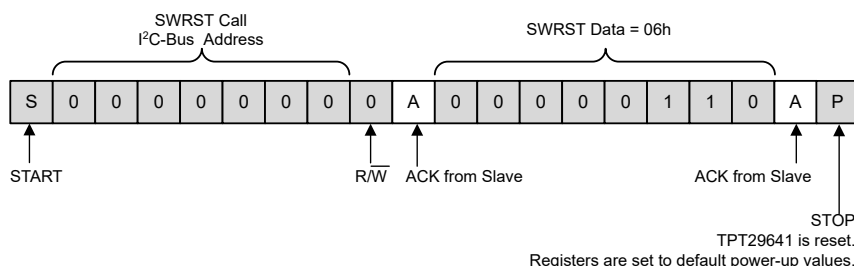 SWRST Call
I²C-Bus Address
SWRST Data = 06h
S 0 0 0 0 0 0 0 0 A 0 0 0 0 0 1 1 0 A P
START
R/W̅
ACK from Slave
ACK from Slave
STOP
TPT29641 is reset.
Registers are set to default power-up values.